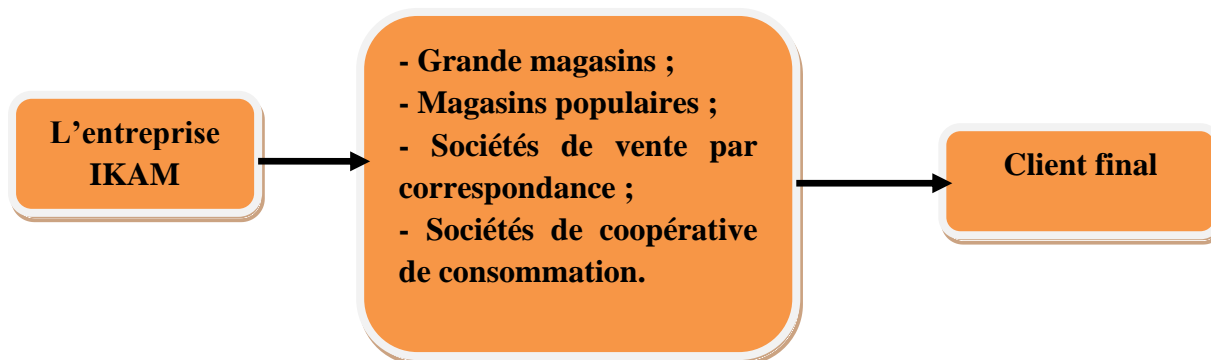 L’entreprise
IKAM
- Grande magasins ;
- Magasins populaires ;
- Sociétés de vente par
correspondance ;
- Sociétés de coopérative
de consommation.
Client final